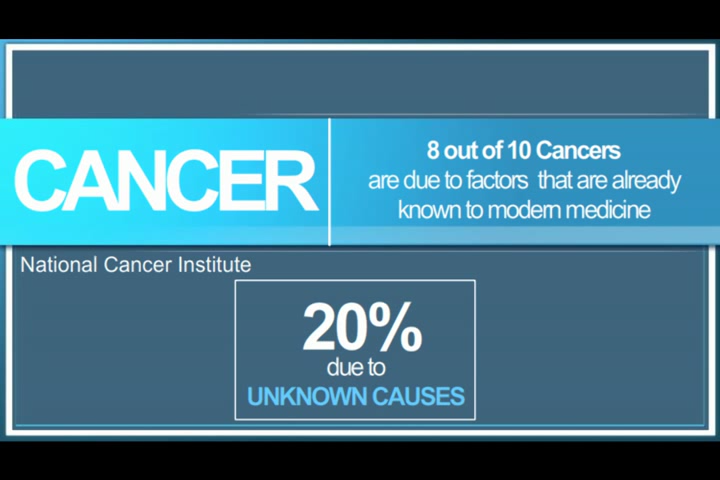 CANCER
8 out of 10 Cancers
are due to factors that are already
known to modern medicine
National Cancer Institute
20%
due to
UNKNOWN CAUSES